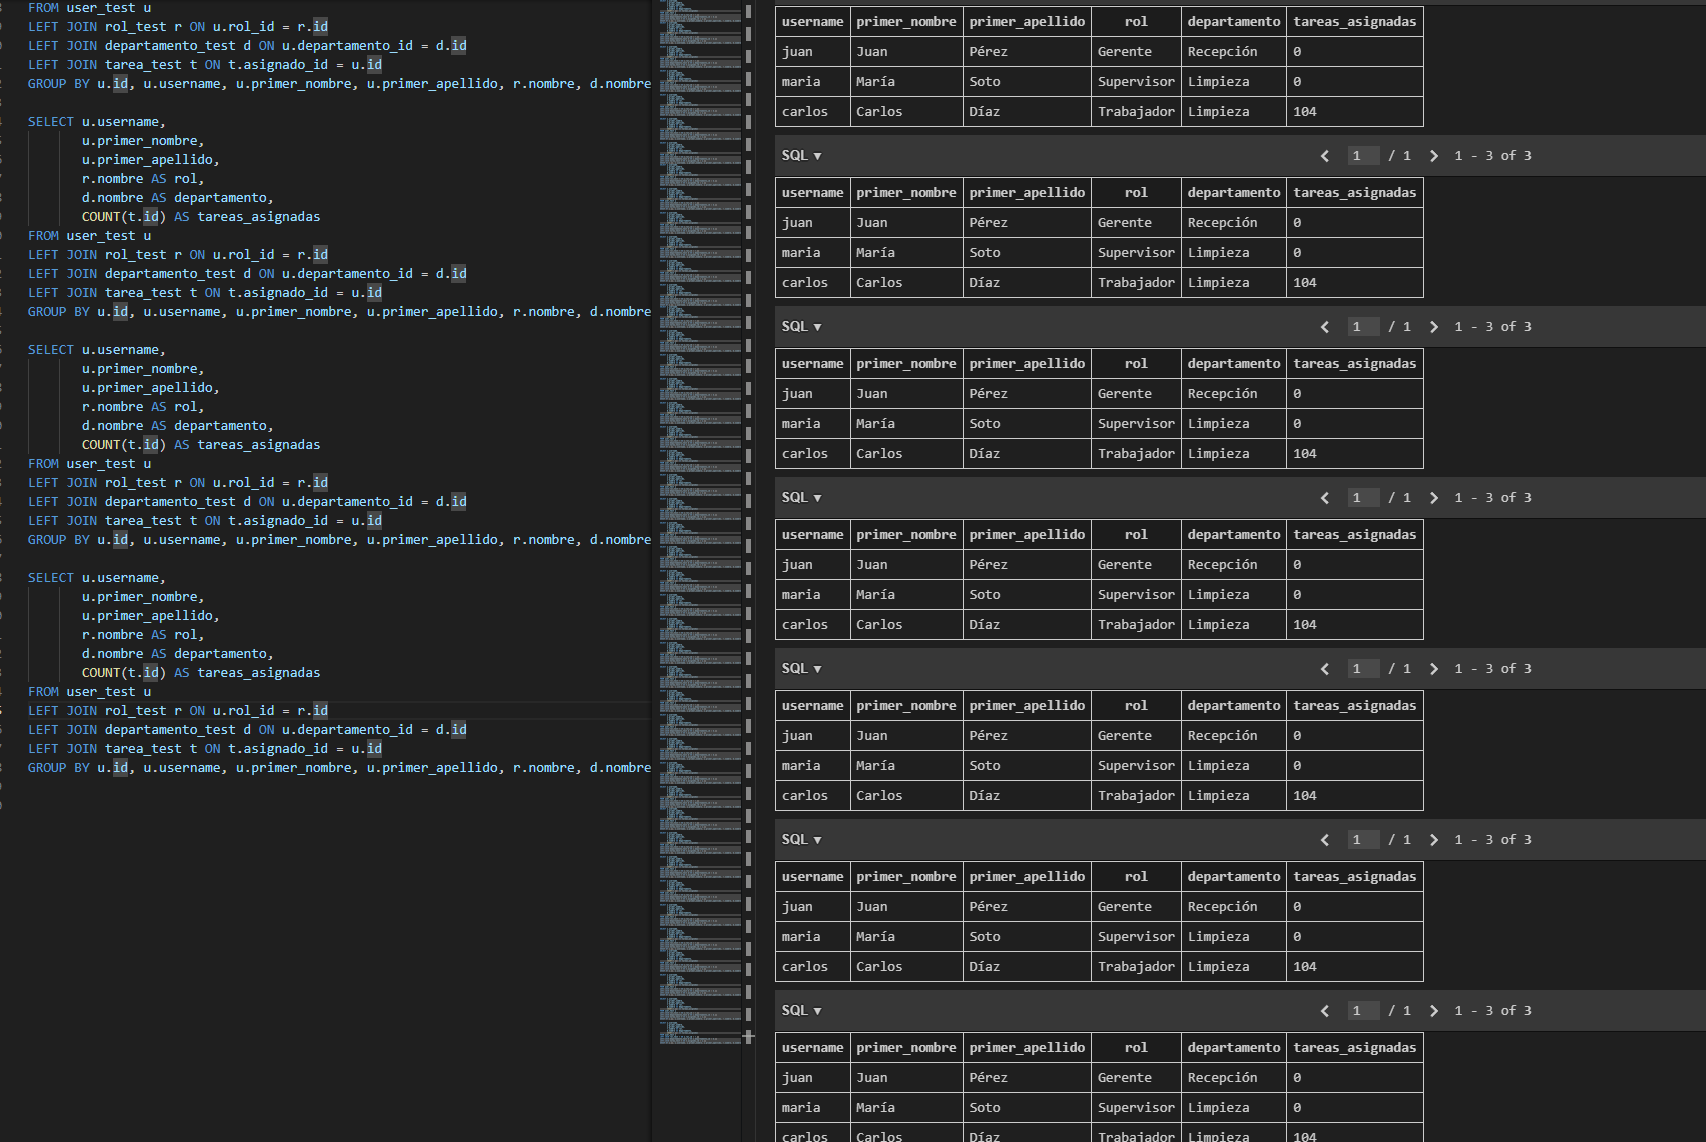 FROM user_test u
LEFT JOIN rol_test r ON u.rol_id = r.id
LEFT JOIN departamento_test d ON u.departamento_id = d.id
LEFT JOIN tarea_test t ON t.asignado_id = u.id
GROUP BY u.id, u.username, u.primer_nombre, u.primer_apellido, r.nombre, d.nombre
SELECT u.username,
u.primer_nombre,
u.primer_apellido,
r.nombre AS rol,
d.nombre AS departamento,
COUNT(t.id) AS tareas_asignadas
FROM user_test u
LEFT JOIN rol_test r ON u.rol_id = r.id
LEFT JOIN departamento_test d ON u.departamento_id = d.id
LEFT JOIN tarea_test t ON t.asignado_id = u.id
GROUP BY u.id, u.username, u.primer_nombre, u.primer_apellido, r.nombre, d.nombre
SELECT u.username,
u.primer_nombre,
u.primer_apellido,
r.nombre AS rol,
d.nombre AS departamento,
COUNT(t.id) AS tareas_asignadas
FROM user_test u
LEFT JOIN rol_test r ON u.rol_id = r.id
LEFT JOIN departamento_test d ON u.departamento_id = d.id
LEFT JOIN tarea_test t ON t.asignado_id = u.id
GROUP BY u.id, u.username, u.primer_nombre, u.primer_apellido, r.nombre, d.nombre
SELECT u.username,
u.primer_nombre,
u.primer_apellido,
r.nombre AS rol,
d.nombre AS departamento,
COUNT(t.id) AS tareas_asignadas
FROM user_test u
LEFT JOIN rol_test r ON u.rol_id = r.id
LEFT JOIN departamento_test d ON u.departamento_id = d.id
LEFT JOIN tarea_test t ON t.asignado_id = u.id
GROUP BY u.id, u.username, u.primer_nombre, u.primer_apellido, r.nombre, d.nombre
username primer_nombre primer_apellido rol departamento tareas_asignadas
juan Juan Pérez Gerente Recepción 0
maria María Soto Supervisor Limpieza 0
carlos Carlos Díaz Trabajador Limpieza 104
SQL ▼ 1 / 1 1 - 3 of 3
username primer_nombre primer_apellido rol departamento tareas_asignadas
juan Juan Pérez Gerente Recepción 0
maria María Soto Supervisor Limpieza 0
carlos Carlos Díaz Trabajador Limpieza 104
SQL ▼ 1 / 1 1 - 3 of 3
username primer_nombre primer_apellido rol departamento tareas_asignadas
juan Juan Pérez Gerente Recepción 0
maria María Soto Supervisor Limpieza 0
carlos Carlos Díaz Trabajador Limpieza 104
SQL ▼ 1 / 1 1 - 3 of 3
username primer_nombre primer_apellido rol departamento tareas_asignadas
juan Juan Pérez Gerente Recepción 0
maria María Soto Supervisor Limpieza 0
carlos Carlos Díaz Trabajador Limpieza 104
SQL ▼ 1 / 1 1 - 3 of 3
username primer_nombre primer_apellido rol departamento tareas_asignadas
juan Juan Pérez Gerente Recepción 0
maria María Soto Supervisor Limpieza 0
carlos Carlos Díaz Trabajador Limpieza 104
SQL ▼ 1 / 1 1 - 3 of 3
username primer_nombre primer_apellido rol departamento tareas_asignadas
juan Juan Pérez Gerente Recepción 0
maria María Soto Supervisor Limpieza 0
carlos Carlos Díaz Trabajador Limpieza 104
SQL ▼ 1 / 1 1 - 3 of 3
username primer_nombre primer_apellido rol departamento tareas_asignadas
juan Juan Pérez Gerente Recepción 0
maria María Soto Supervisor Limpieza 0
carlos Carlos Díaz Trabajador Limpieza 104